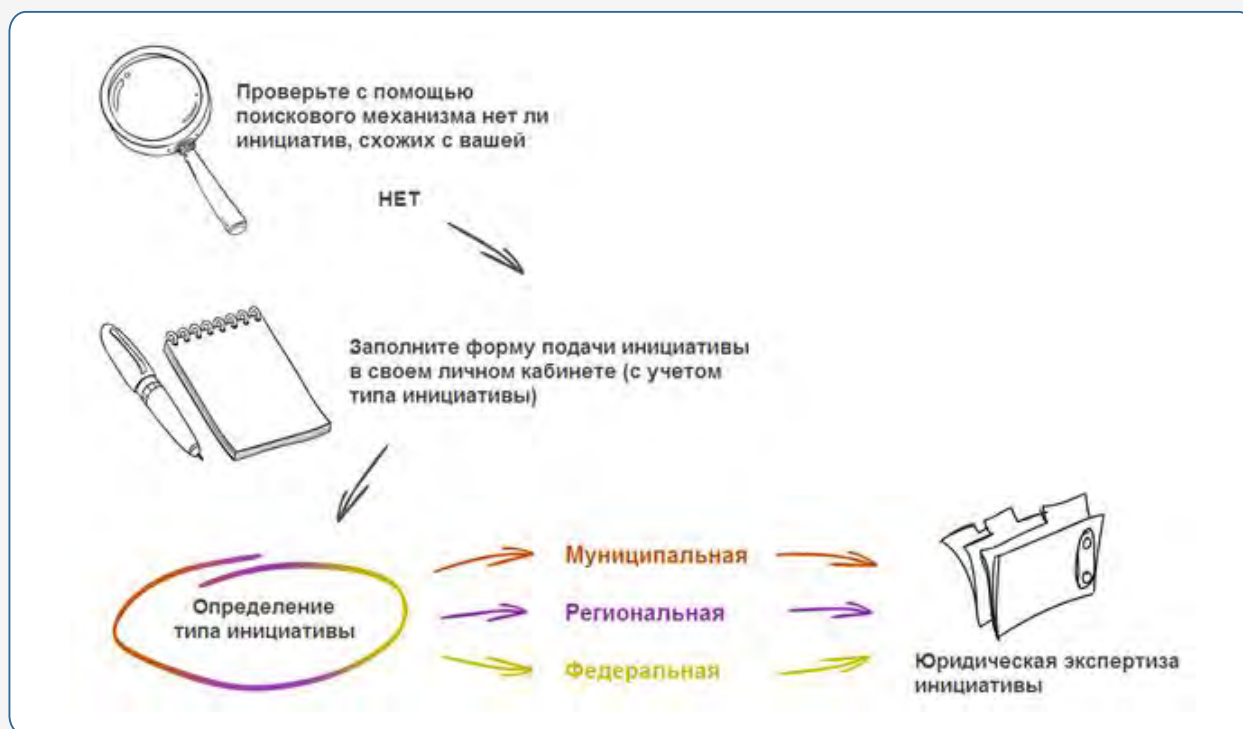 Проверьте с помощью
поискового механизма нет ли
инициатив, схожих с вашей
НЕТ
Заполните форму подачи инициативы
в своем личном кабинете (с учетом
типа инициативы)
Определение
типа инициативы
Муниципальная
Региональная
Федеральная
Юридическая экспертиза
инициативы